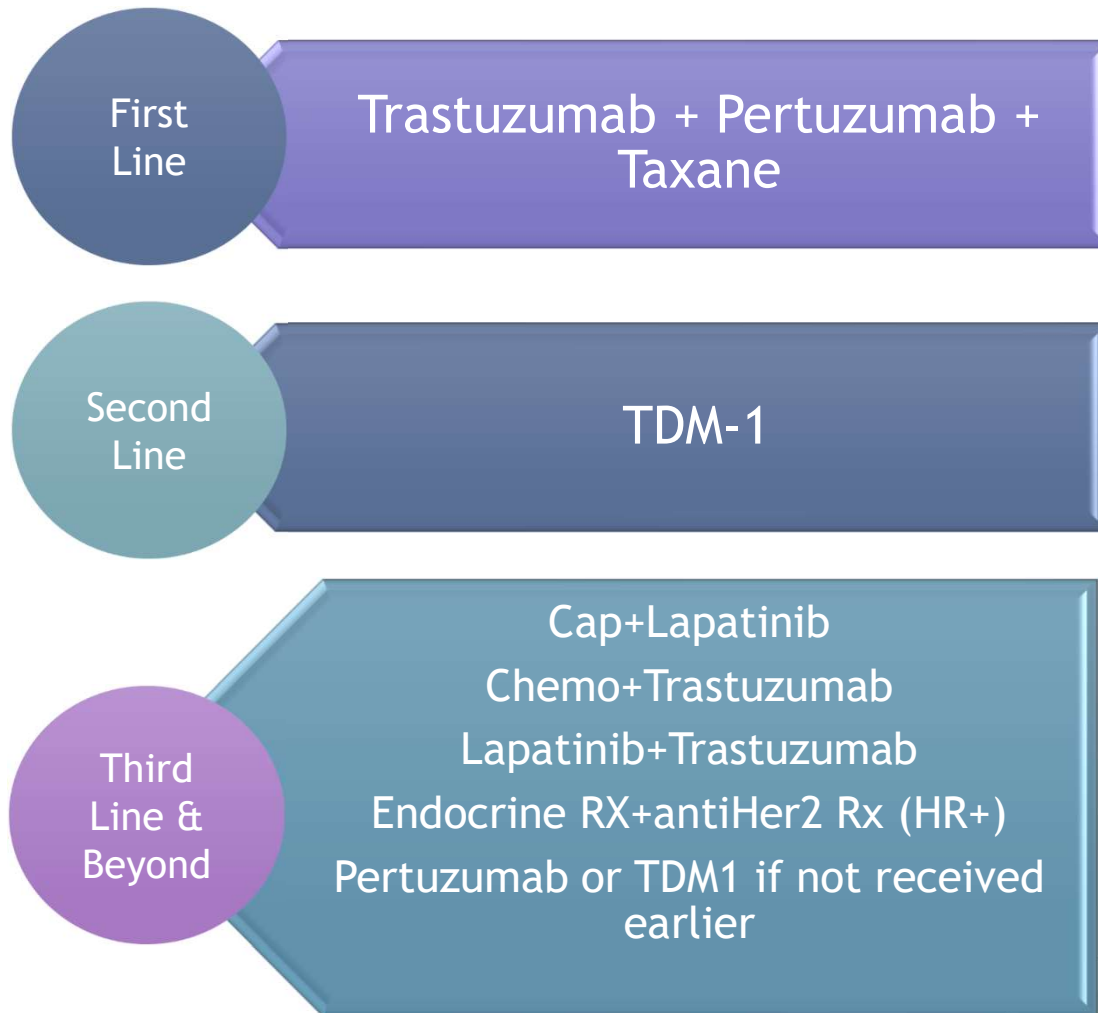 First
Line
Trastuzumab + Pertuzumab +
Taxane
Second
Line
TDM-1
Third
Line &
Beyond
Cap+Lapatinib
Chemo+Trastuzumab
Lapatinib+Trastuzumab
Endocrine RX+antiHer2 Rx (HR+)
Pertuzumab or TDM1 if not received
earlier